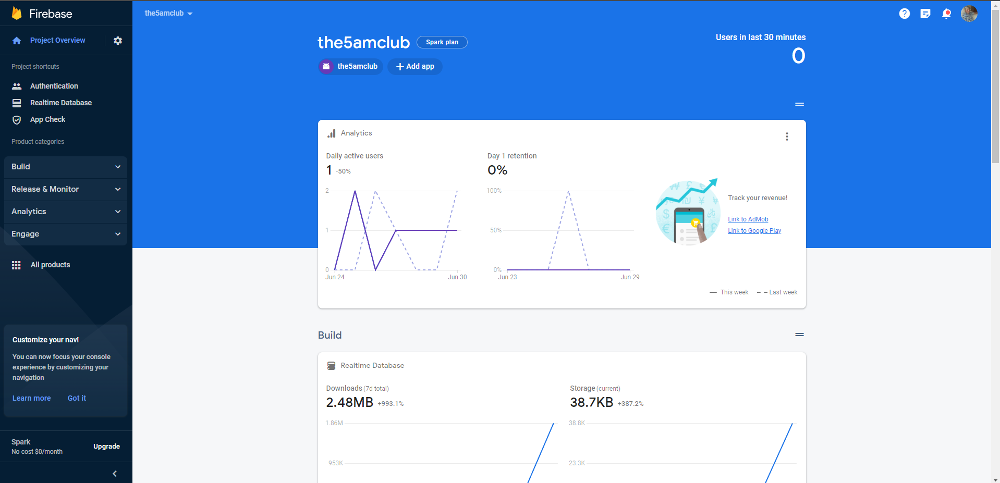 Firebase
the5amclub
Project Overview
Project shortcuts
Authentication
Realtime Database
App Check
Product categories
Build
Release & Monitor
Analytics
Engage
All products
Customize your nav!
You can now focus your console
experience by customizing your
navigation
Learn more Got it
Spark
No-cost $0/month
Upgrade
the5amclub Spark plan
the5amclub + Add app
Users in last 30 minutes
0
Analytics
Daily active users
1 -50%
2
1
0
Jun 24 Jun 30
Day 1 retention
0%
100%
50%
0%
Jun 23 Jun 29
Track your revenue!
Link to AdMob
Link to Google Play
This week Last week
Build
Realtime Database
Downloads (7d total)
2.48MB +993.1%
1.86M
953K
Storage (current)
38.7KB +387.2%
38.8K
23.3K